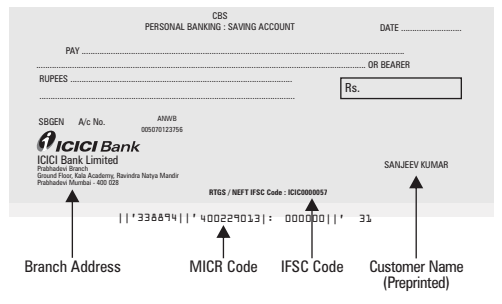 CBS
PERSONAL BANKING : SAVING ACCOUNT DATE ............................
PAY ..............................................................................................................................
.............................................................................................................................................. OR BEARER
RUPEES ....................................................................................................
.................................................................................................................... Rs.
SBGEN A/c No. ANWB
005070123756
ICICI Bank
ICICI Bank Limited
Prabhadevi Branch
Ground Floor, Kala Academy, Ravindra Natya Mandir
Prabhadevi Mumbai - 400 028
SANJEEV KUMAR
RTGS / NEFT IFSC Code : ICIC0000057
||'338894||'400229013|: 000000||' 31
Branch Address MICR Code IFSC Code Customer Name
(Preprinted)